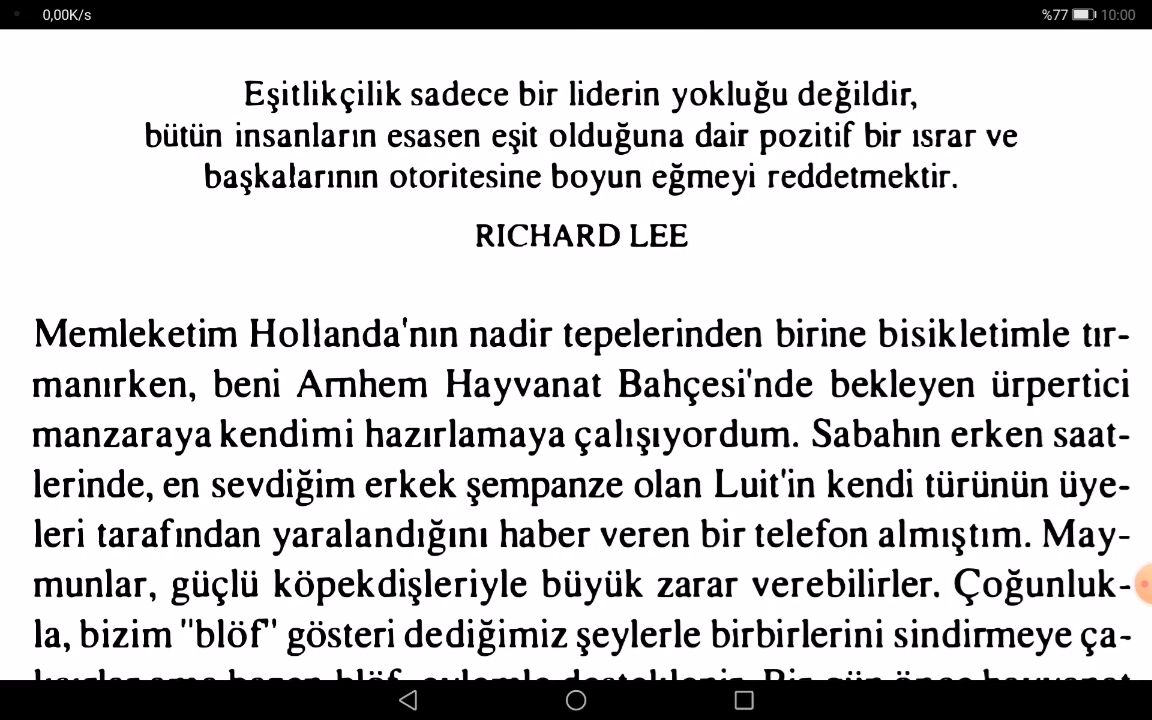 0,00K/s
%77 10:00
Eşitlikçilik sadece bir liderin yokluğu değildir,
bütün insanların esasen eşit olduğuna dair pozitif bir ısrar ve
başkalarının otoritesine boyun eğmeyi reddetmektir.
RICHARD LEE
Memleketim Hollanda'nın nadir tepelerinden birine bisikletimle tır-
manırken, beni Arnhem Hayvanat Bahçesi'nde bekleyen ürpertici
manzaraya kendimi hazırlamaya çalışıyordum. Sabahın erken saat-
lerinde, en sevdiğim erkek şempanze olan Luit'in kendi türünün üye-
leri tarafından yaralandığını haber veren bir telefon almıştım. May-
munlar, güçlü köpekdişleriyle büyük zarar verebilirler. Çoğunluk-
la, bizim "blöf" gösteri dediğimiz şeylerle birbirlerini sindirmeye ça-